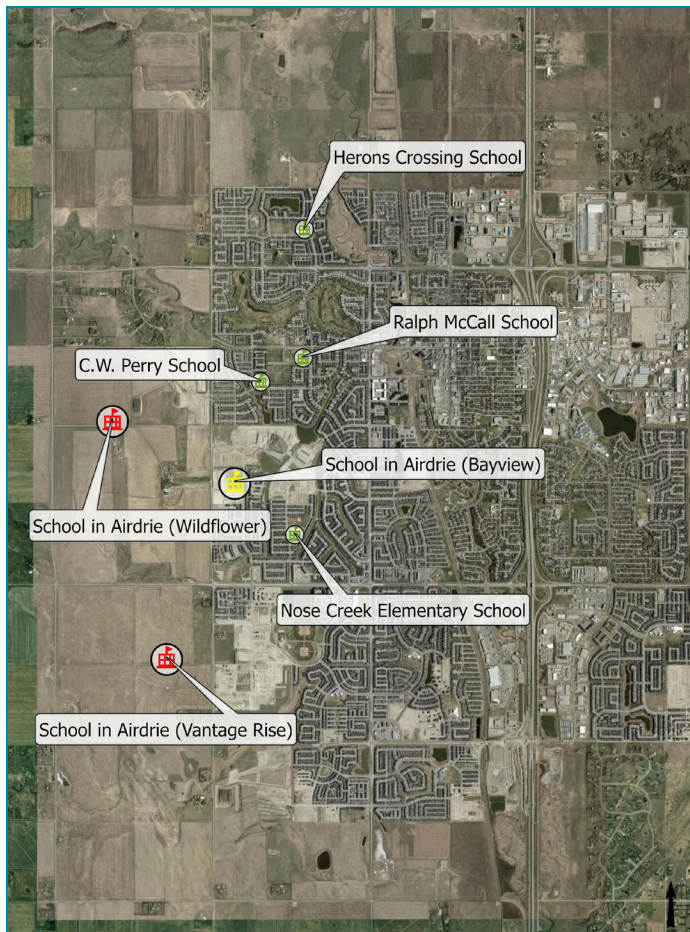 Herons Crossing School
Ralph McCall School
C.W. Perry School
School in Airdrie (Bayview)
School in Airdrie (Wildflower)
Nose Creek Elementary School
School in Airdrie (Vantage Rise)